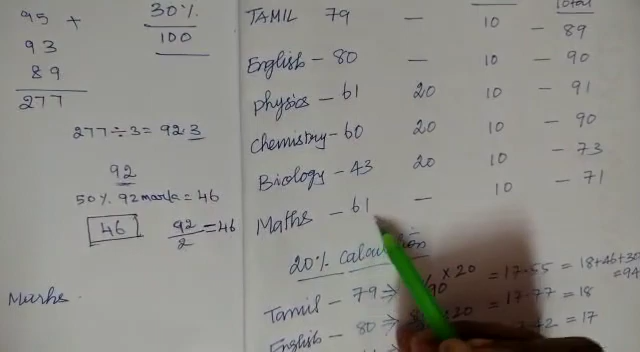 95 +
93
89
277
30%
100
277 ÷ 3 = 92.3
92
50% 92 marks = 46
46
92/2 = 46
Marks
Total
TAMIL 79 — 10 — 89
English - 80 — 10 — 90
Physics - 61 20 10 — 91
Chemistry - 60 20 10 — 90
Biology - 43 20 10 — 73
Maths - 61 — 10 — 71
20% Calculation
Tamil - 79 ⇒ /90 × 20 = 17.55 = 18+46+30
=94
English - 80 ⇒ × 20 = 17.77 = 18
= 17